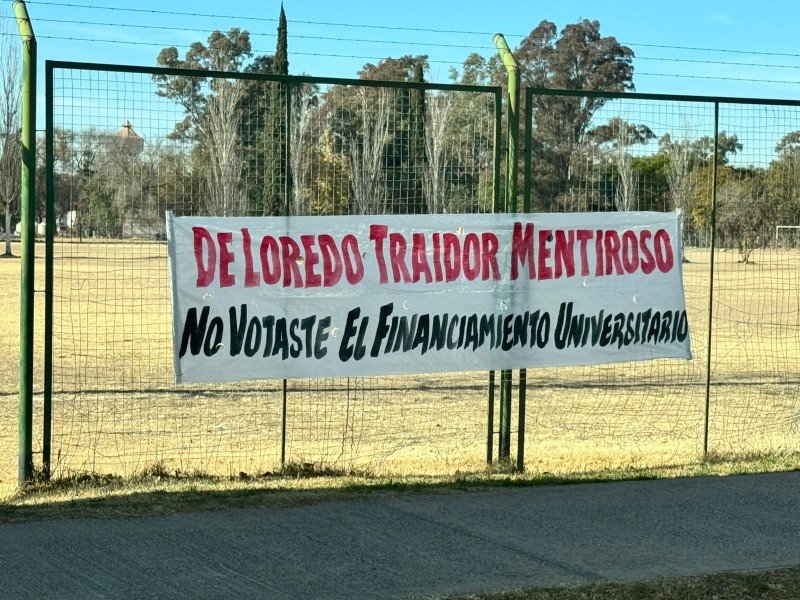 DE LOREDO TRAIDOR MENTIROSO
NO VOTASTE EL FINANCIAMIENTO UNIVERSITARIO